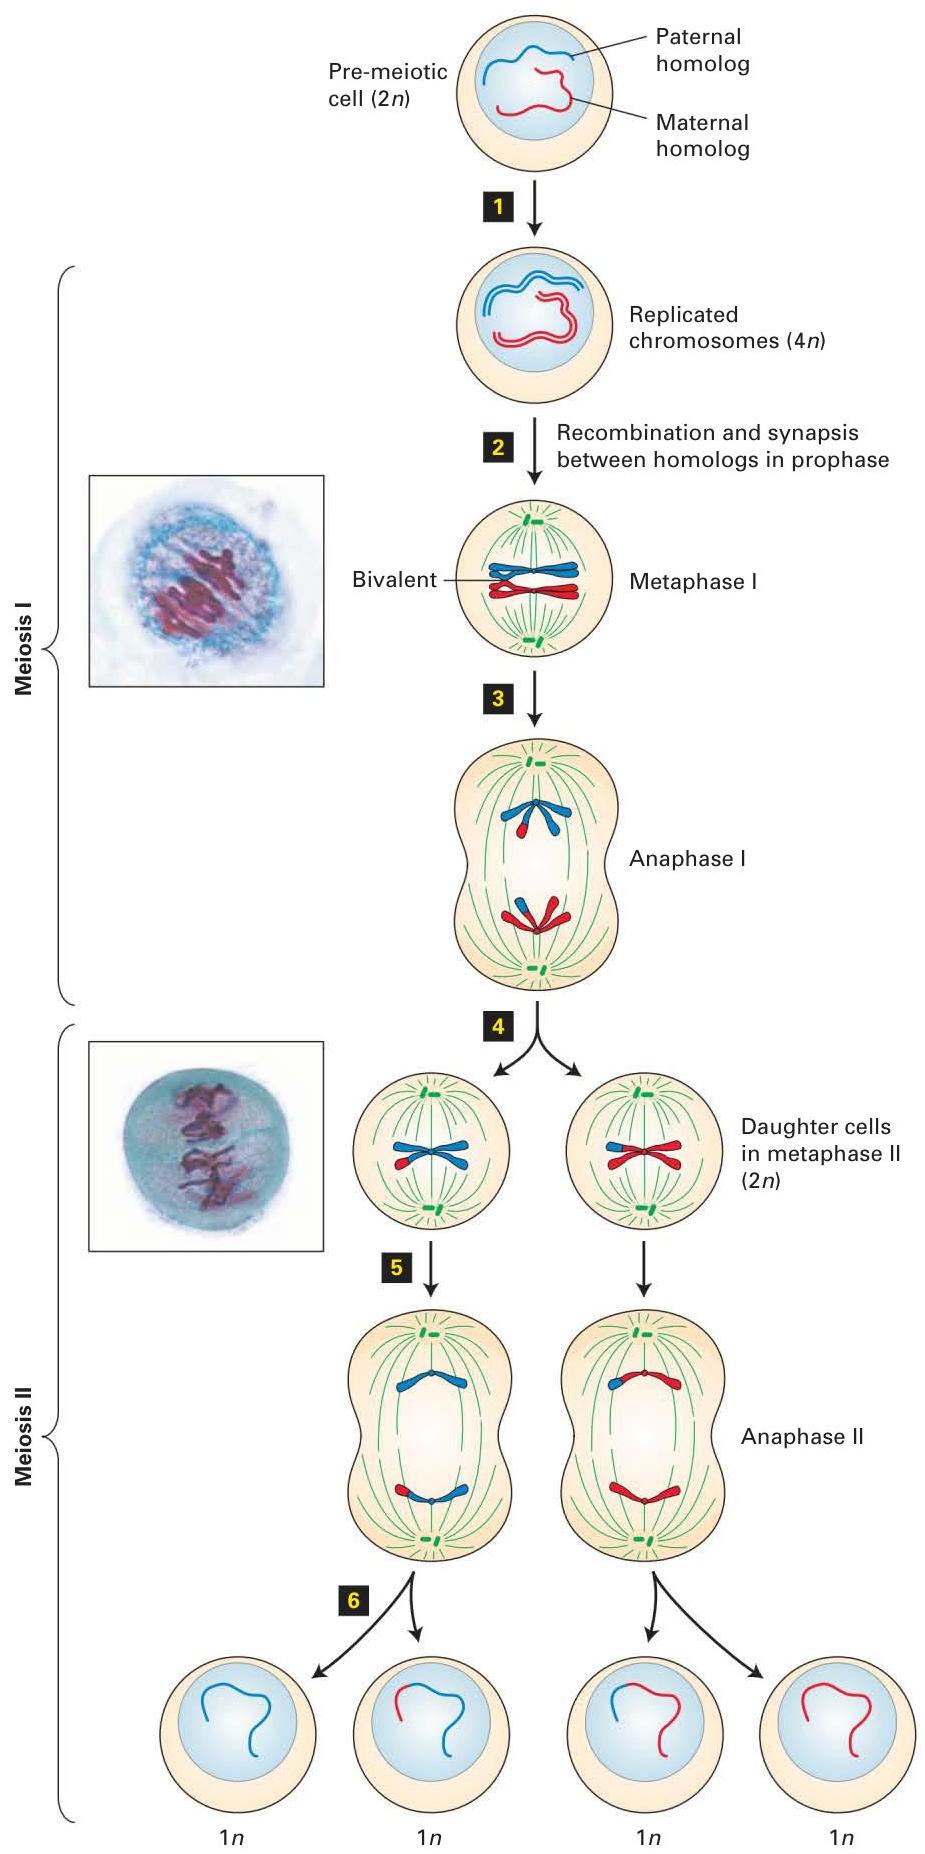 Paternal
homolog
Pre-meiotic
cell (2n)
Maternal
homolog
1
Replicated
chromosomes (4n)
2
Recombination and synapsis
between homologs in prophase
Bivalent
Metaphase I
Meiosis I
3
Anaphase I
4
Daughter cells
in metaphase II
(2n)
5
Anaphase II
Meiosis II
6
1n
1n
1n
1n